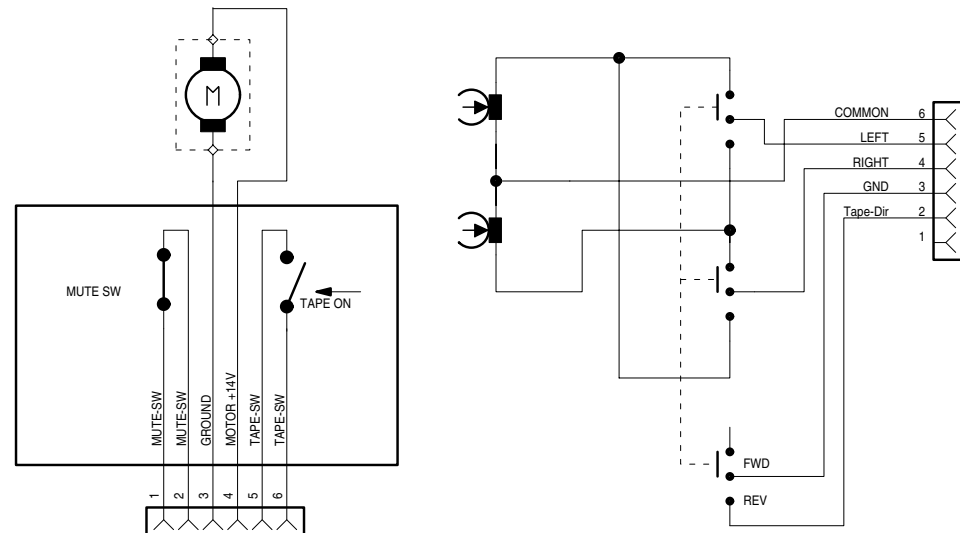 M
MUTE SW
TAPE ON
MUTE-SW
MUTE-SW
GROUND
MOTOR +14V
TAPE-SW
TAPE-SW
1
2
3
4
5
6
COMMON 6
LEFT 5
RIGHT 4
GND 3
Tape-Dir 2
1
FWD
REV